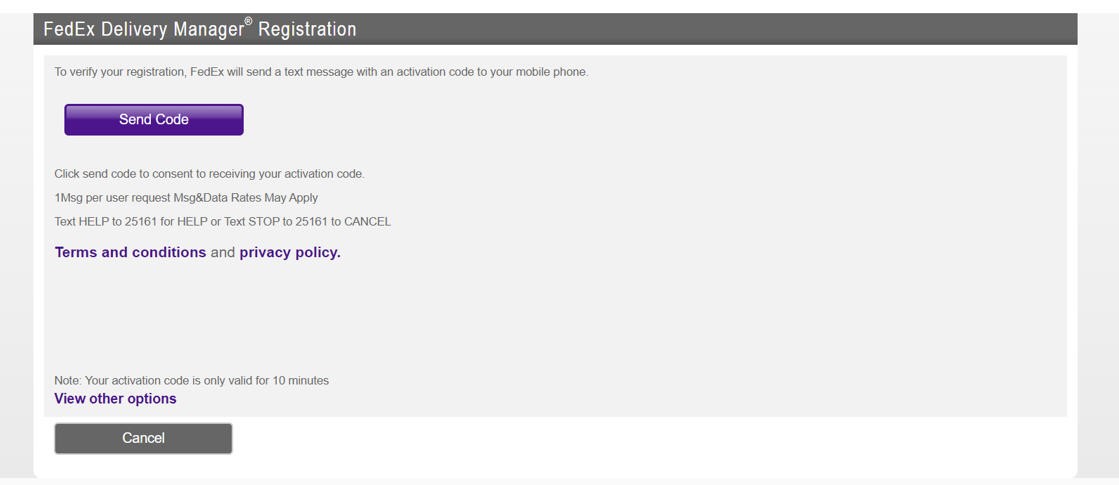 FedEx Delivery Manager® Registration
To verify your registration, FedEx will send a text message with an activation code to your mobile phone.
Send Code
Click send code to consent to receiving your activation code.
1Msg per user request Msg&Data Rates May Apply
Text HELP to 25161 for HELP or Text STOP to 25161 to CANCEL
Terms and conditions and privacy policy.
Note: Your activation code is only valid for 10 minutes
View other options
Cancel